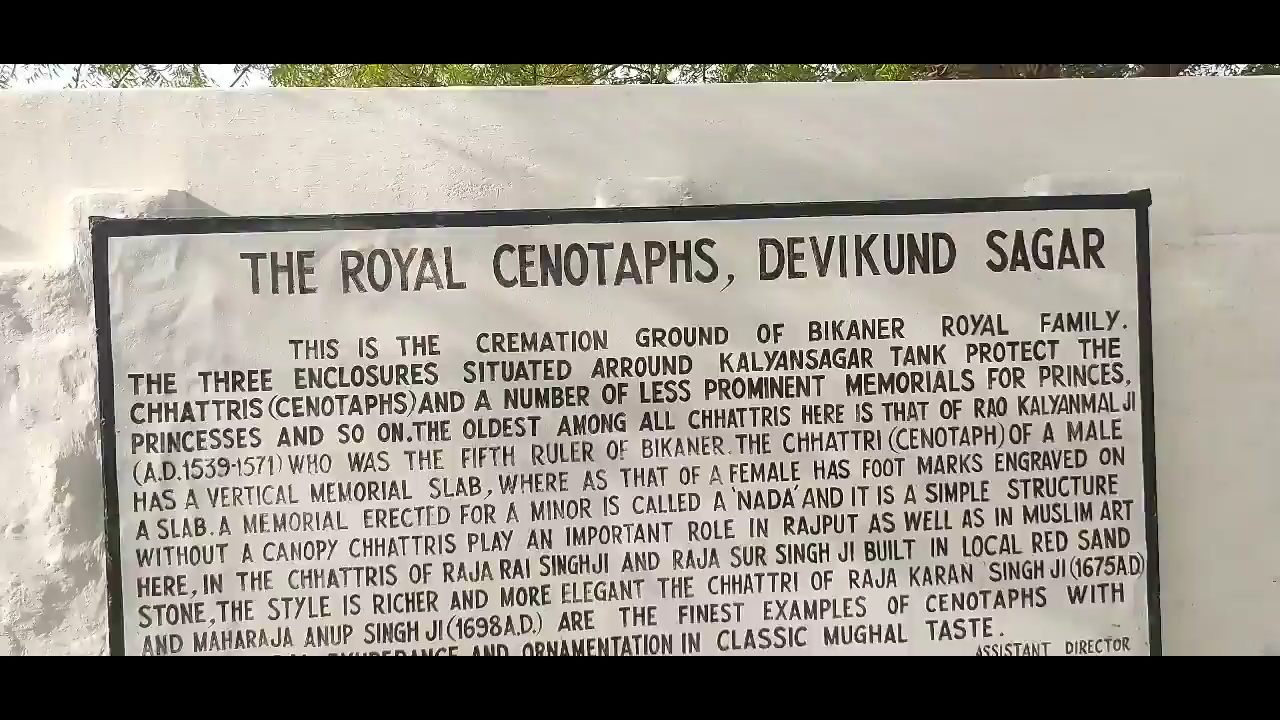 THE ROYAL CENOTAPHS, DEVIKUND SAGAR
THIS IS THE CREMATION GROUND OF BIKANER ROYAL FAMILY.
THE THREE ENCLOSURES SITUATED ARROUND KALYANSAGAR TANK PROTECT THE
CHHATTRIS (CENOTAPHS) AND A NUMBER OF LESS PROMINENT MEMORIALS FOR PRINCES,
PRINCESSES AND SO ON. THE OLDEST AMONG ALL CHHATTRIS HERE IS THAT OF RAO KALYANMAL JI
(A.D.1539-1571) WHO WAS THE FIFTH RULER OF BIKANER. THE CHHATTRI (CENOTAPH) OF A MALE
HAS A VERTICAL MEMORIAL SLAB, WHERE AS THAT OF A FEMALE HAS FOOT MARKS ENGRAVED ON
A SLAB. A MEMORIAL ERECTED FOR A MINOR IS CALLED A 'NADA' AND IT IS A SIMPLE STRUCTURE
WITHOUT A CANOPY CHHATTRIS PLAY AN IMPORTANT ROLE IN RAJPUT AS WELL AS IN MUSLIM ART
HERE, IN THE CHHATTRIS OF RAJA RAI SINGHJI AND RAJA SUR SINGH JI BUILT IN LOCAL RED SAND
STONE, THE STYLE IS RICHER AND MORE ELEGANT THE CHHATTRI OF RAJA KARAN SINGH JI (1675AD)
AND MAHARAJA ANUP SINGH JI (1698A.D.) ARE THE FINEST EXAMPLES OF CENOTAPHS WITH
AND ORNAMENTATION IN CLASSIC MUGHAL TASTE.
ASSISTANT DIRECTOR